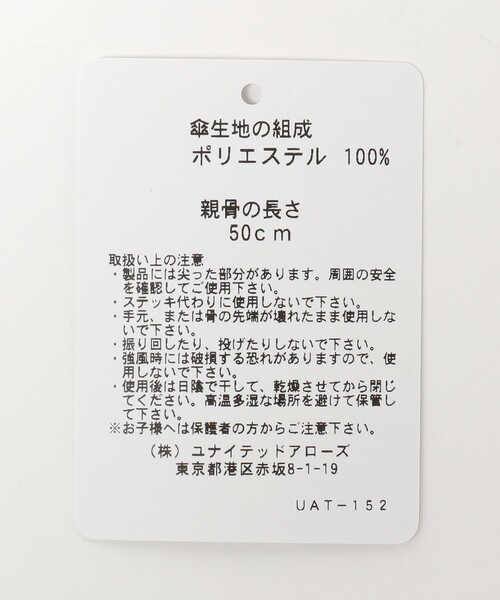 傘生地の組成
ポリエステル 100%
親骨の長さ
50cm
取扱い上の注意
・製品には尖った部分があります。周囲の安全
を確認してご使用下さい。
・ステッキ代わりに使用しないで下さい。
・手元、または骨の先端が壊れたまま使用しな
いで下さい。
・振り回したり、投げたりしないで下さい。
・強風時には破損する恐れがありますので、使
用しないで下さい。
・使用後は日陰で干して、乾燥させてから閉じ
てください。高温多湿な場所を避けて保管し
て下さい。
※お子様へは保護者の方からご注意下さい。
(株) ユナイテッドアローズ
東京都港区赤坂8-1-19
UAT-152